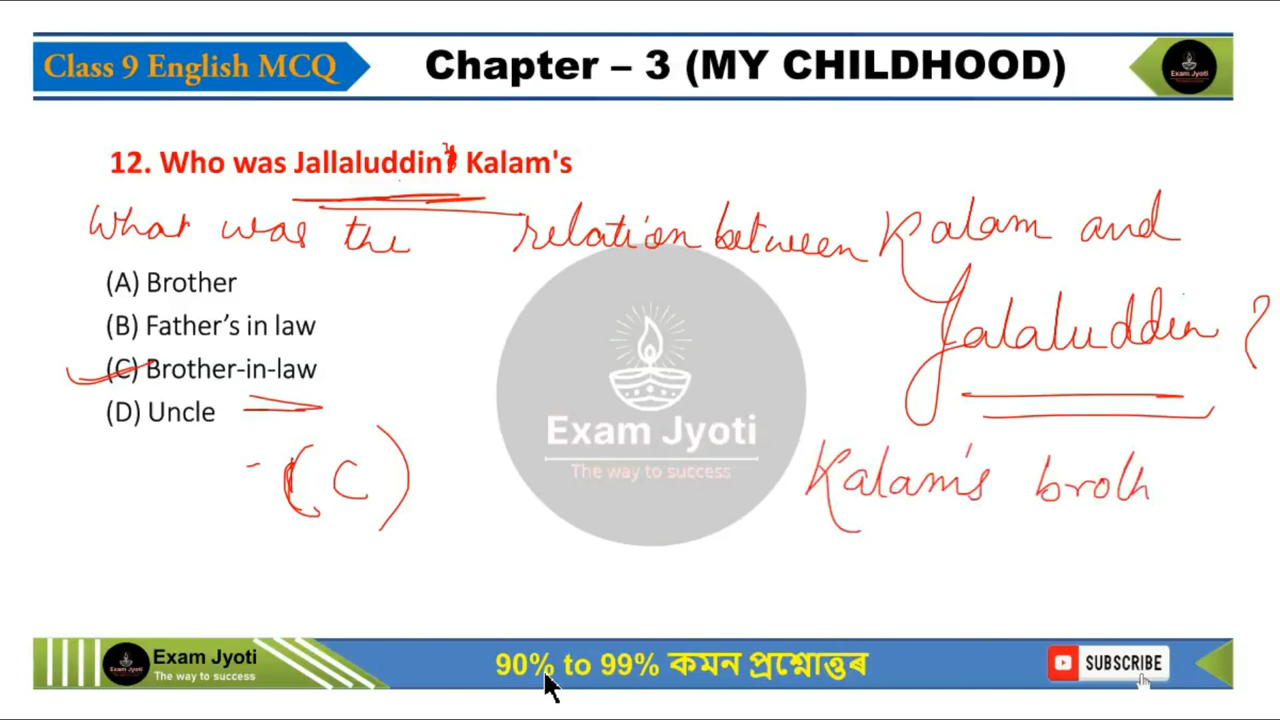 Class 9 English MCQ
Chapter – 3 (MY CHILDHOOD)
Exam Jyoti
12. Who was Jallaluddin Kalam's
What was the relation between Kalam and
Jalaluddin?
(A) Brother
(B) Father's in law
(C) Brother-in-law
(D) Uncle
(C)
Kalam's broth
Exam Jyoti
The way to success
Exam Jyoti
The way to success
90% to 99% কমন প্ৰশ্নোত্তৰ
SUBSCRIBE